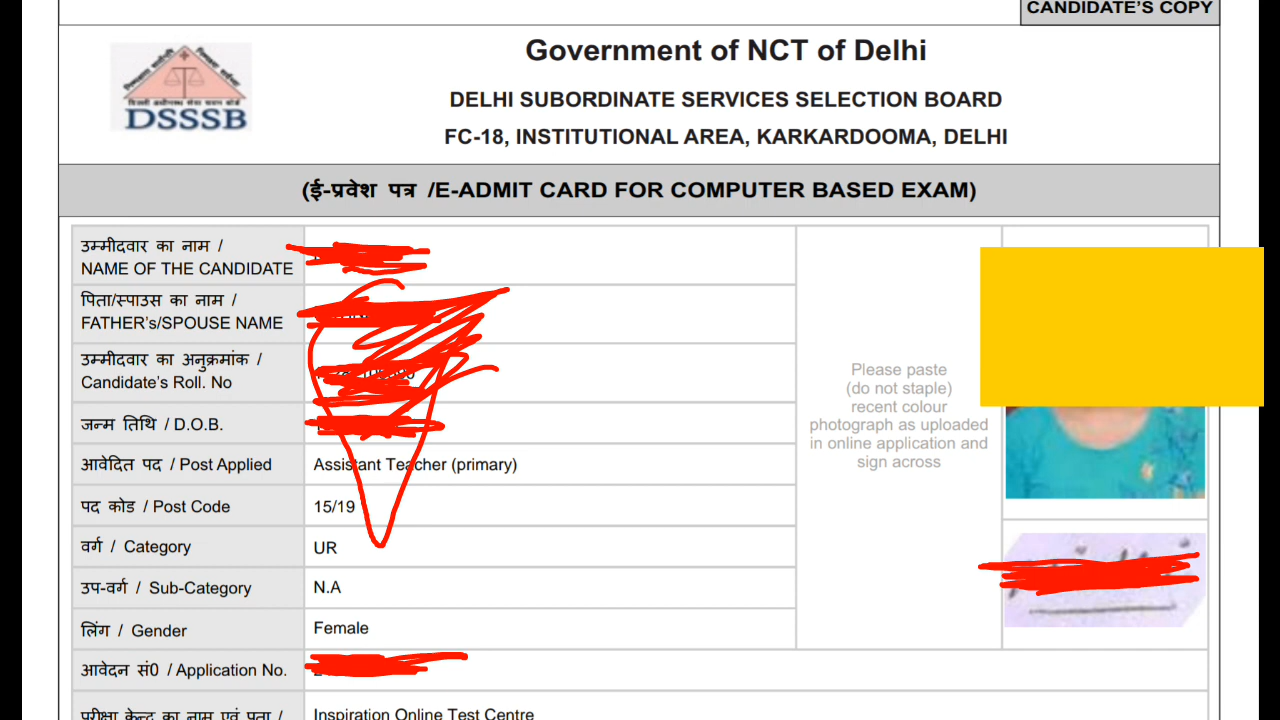 CANDIDATE'S COPY
Government of NCT of Delhi
DELHI SUBORDINATE SERVICES SELECTION BOARD
FC-18, INSTITUTIONAL AREA, KARKARDOOMA, DELHI
DSSSB
(ई-प्रवेश पत्र /E-ADMIT CARD FOR COMPUTER BASED EXAM)
उम्मीदवार का नाम /
NAME OF THE CANDIDATE
पिता/स्पाउस का नाम /
FATHER's/SPOUSE NAME
उम्मीदवार का अनुक्रमांक /
Candidate's Roll. No
जन्म तिथि / D.O.B.
आवेदित पद / Post Applied
Assistant Teacher (primary)
पद कोड / Post Code
15/19
वर्ग / Category
UR
उप-वर्ग / Sub-Category
N.A
लिंग / Gender
Female
आवेदन सं0 / Application No.
परीक्षा केन्द्र का नाम एवं पता /
Inspiration Online Test Centre
Please paste
(do not staple)
recent colour
photograph as uploaded
in online application and
sign across